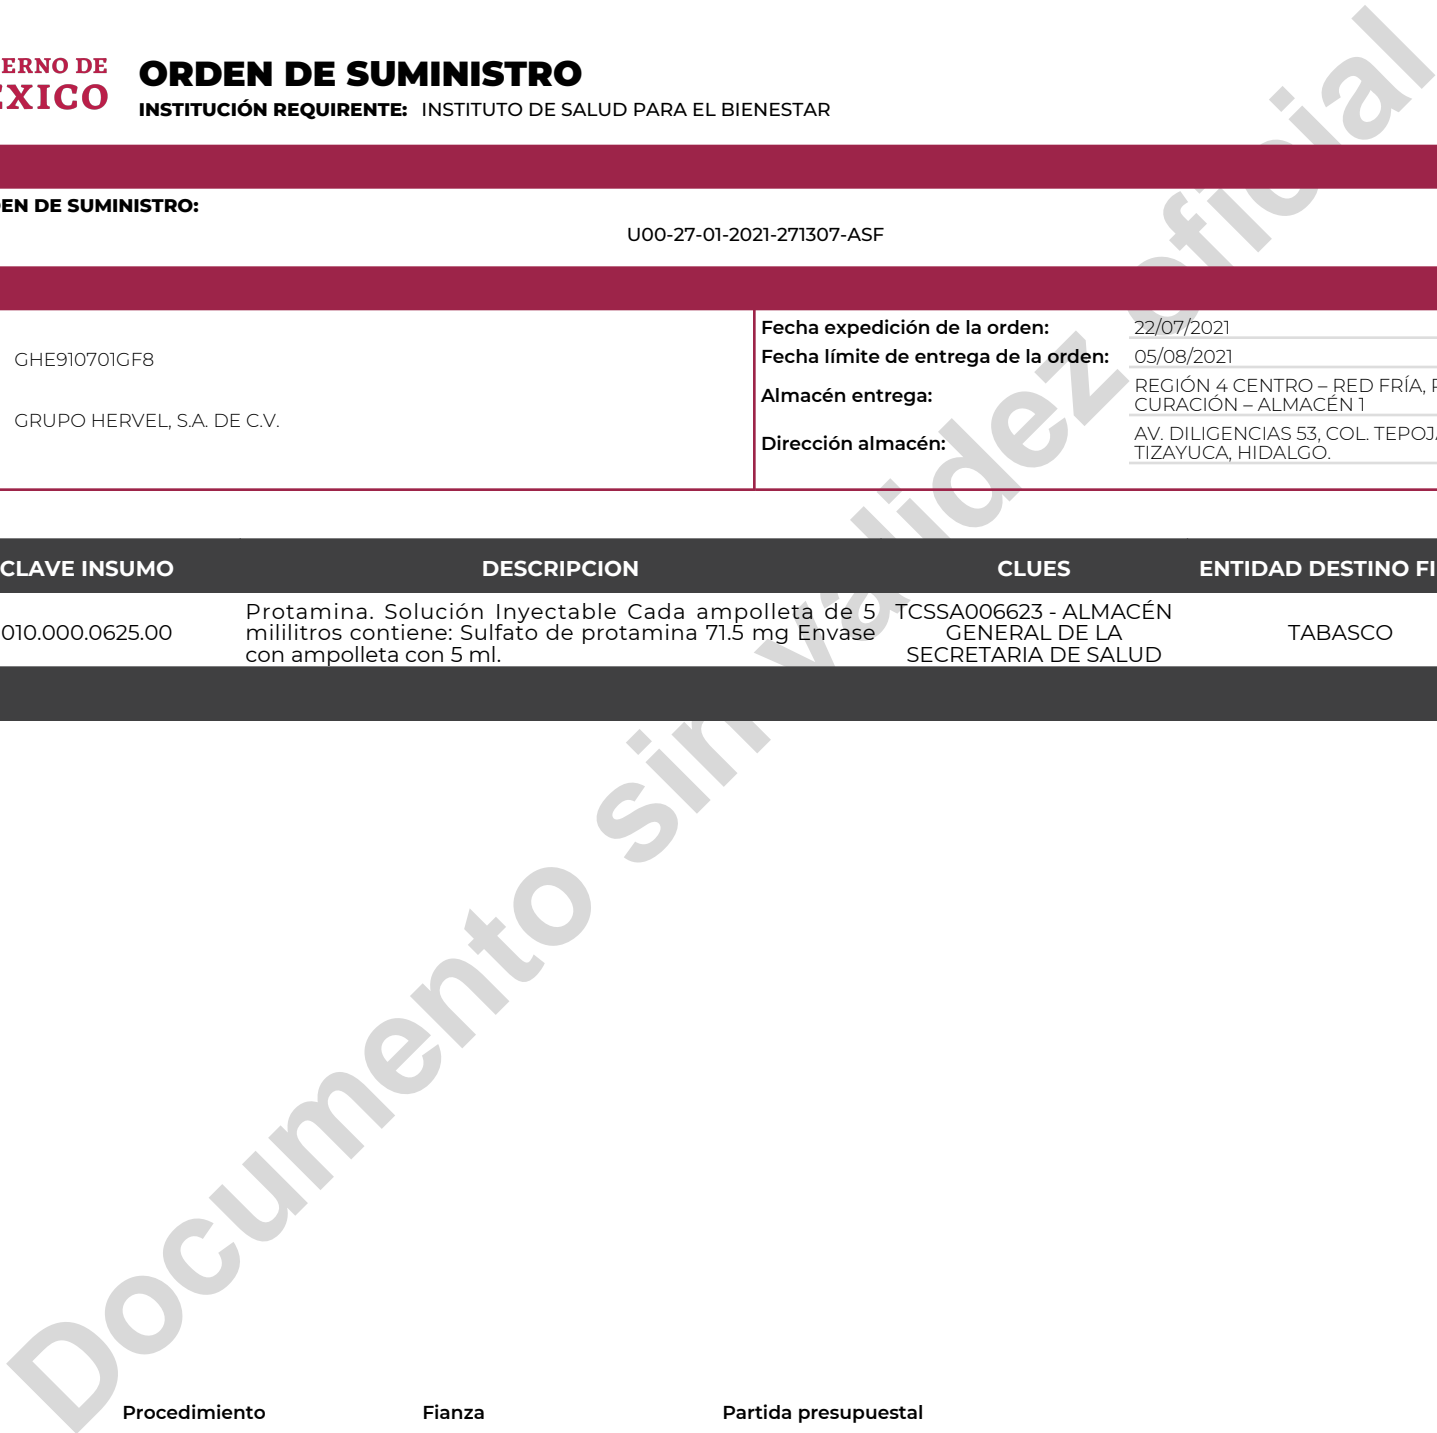 ERNO DE
EXICO
ORDEN DE SUMINISTRO
INSTITUCIÓN REQUIRENTE: INSTITUTO DE SALUD PARA EL BIENESTAR
EN DE SUMINISTRO:
U00-27-01-2021-271307-ASF
GHE910701GF8
GRUPO HERVEL, S.A. DE C.V.
Fecha expedición de la orden: 22/07/2021
Fecha límite de entrega de la orden: 05/08/2021
Almacén entrega: REGIÓN 4 CENTRO – RED FRÍA,
CURACIÓN – ALMACÉN 1
Dirección almacén: AV. DILIGENCIAS 53, COL. TEPOJ
TIZAYUCA, HIDALGO.
CLAVE INSUMO DESCRIPCION CLUES ENTIDAD DESTINO FI
010.000.0625.00
Protamina. Solución Inyectable Cada ampolleta de 5
mililitros contiene: Sulfato de protamina 71.5 mg Envase
con ampolleta con 5 ml.
TCSSA006623 - ALMACÉN
GENERAL DE LA
SECRETARIA DE SALUD
TABASCO
Documento sin validez oficial
Procedimiento Fianza Partida presupuestal